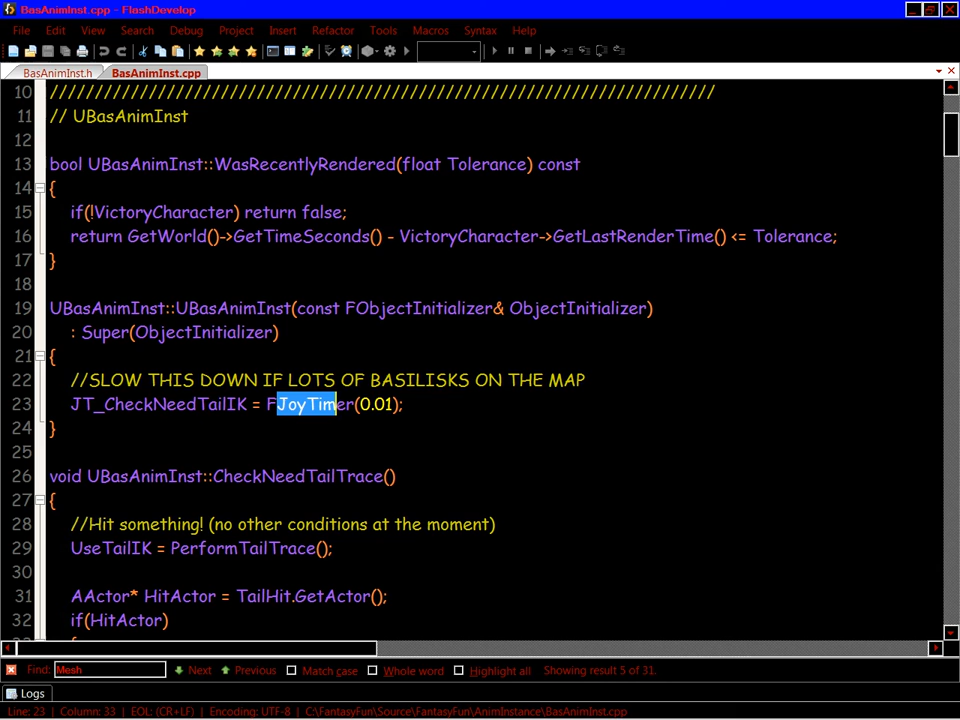 BasAnimInst.cpp - FlashDevelop
File Edit View Search Debug Project Insert Refactor Tools Macros Syntax Help
BasAnimInst.h BasAnimInst.cpp
10 //////////////////////////////////////////////////////////////////////////
11 // UBasAnimInst
12
13 bool UBasAnimInst::WasRecentlyRendered(float Tolerance) const
14 {
15 if(!VictoryCharacter) return false;
16 return GetWorld()->GetTimeSeconds() - VictoryCharacter->GetLastRenderTime() <= Tolerance;
17 }
18
19 UBasAnimInst::UBasAnimInst(const FObjectInitializer& ObjectInitializer)
20 : Super(ObjectInitializer)
21 {
22 //SLOW THIS DOWN IF LOTS OF BASILISKS ON THE MAP
23 JT_CheckNeedTailIK = FJoyTimer(0.01);
24 }
25
26 void UBasAnimInst::CheckNeedTailTrace()
27 {
28 //Hit something! (no other conditions at the moment)
29 UseTailIK = PerformTailTrace();
30
31 AActor* HitActor = TailHit.GetActor();
32 if(HitActor)
Find: Mesh Next Previous Match case Whole word Highlight all Showing result 5 of 31.
Logs
Line: 23 | Column: 33 | EOL: (CR+LF) | Encoding: UTF-8 | C:\FantasyFun\Source\FantasyFun\AnimInstance\BasAnimInst.cpp